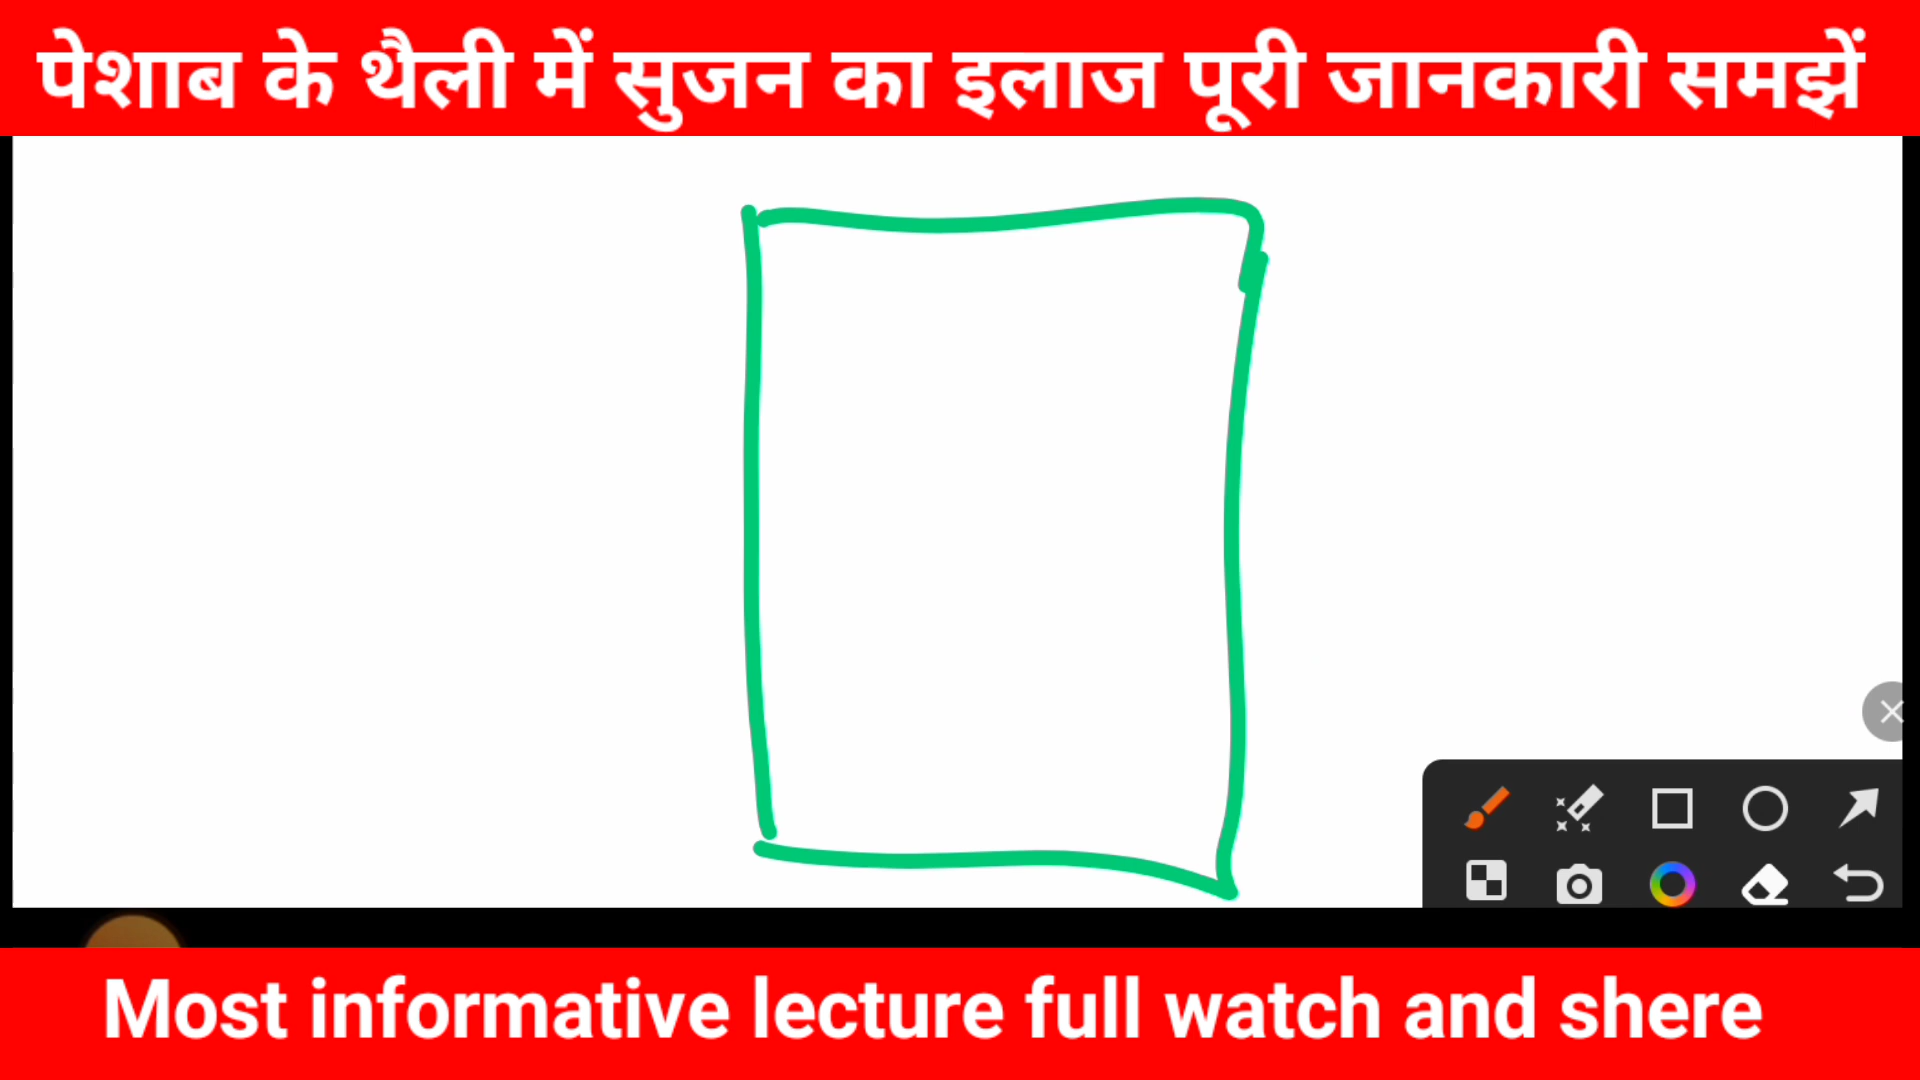 पेशाब के थैली में सुजन का इलाज पूरी जानकारी समझें
Most informative lecture full watch and shere